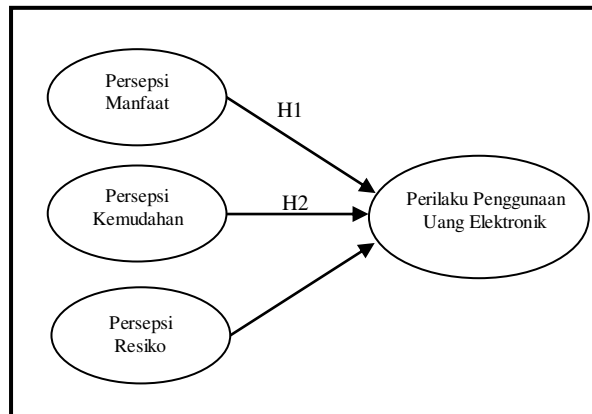 Persepsi
Manfaat
H1
Persepsi
Kemudahan
H2
Perilaku Penggunaan
Uang Elektronik
Persepsi
Resiko